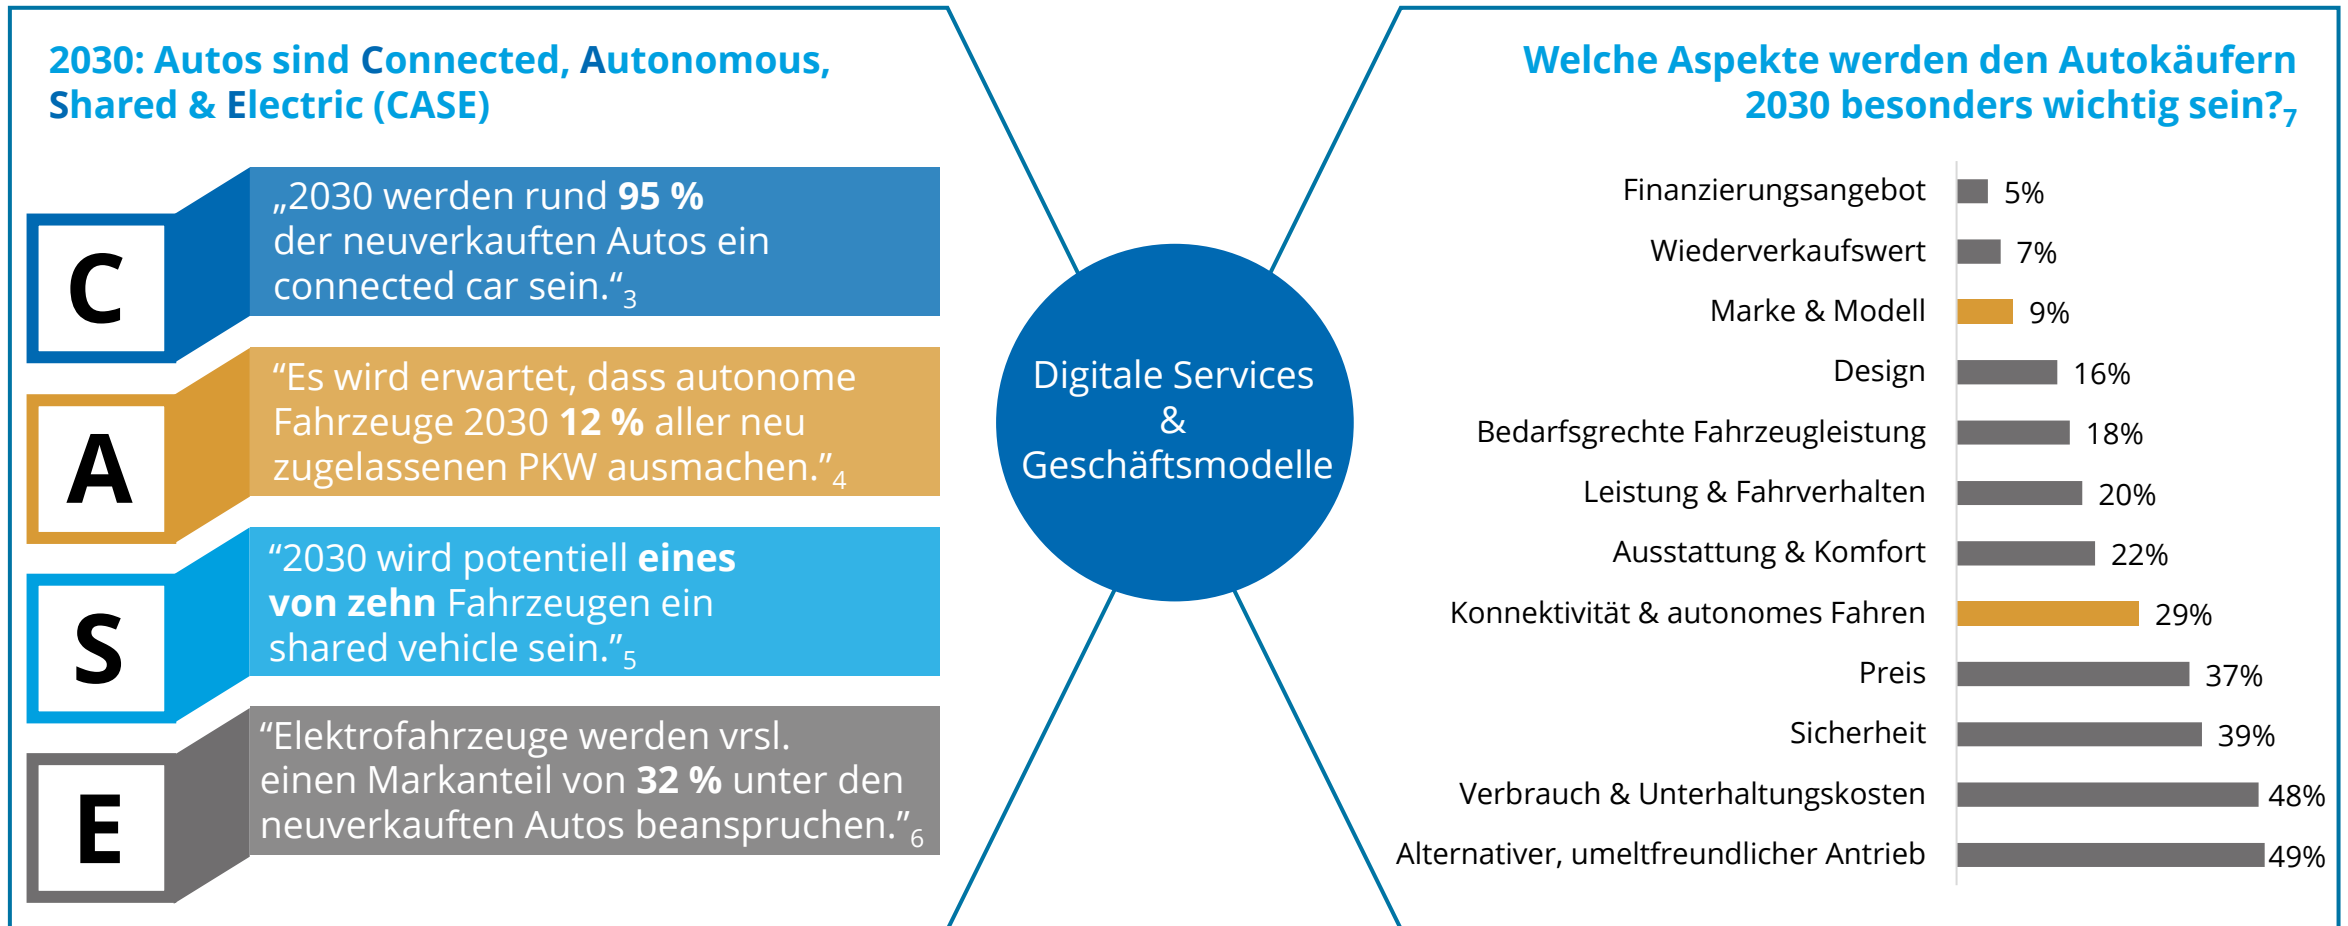 2030: Autos sind Connected, Autonomous,
Shared & Electric (CASE)
C
„2030 werden rund 95 %
der neuverkauften Autos ein
connected car sein.“3
A
“Es wird erwartet, dass autonome
Fahrzeuge 2030 12 % aller neu
zugelassenen PKW ausmachen.”4
S
“2030 wird potentiell eines
von zehn Fahrzeugen ein
shared vehicle sein.”5
E
“Elektrofahrzeuge werden vrsl.
einen Markanteil von 32 % unter den
neuverkauften Autos beanspruchen.”6
Digitale Services
&
Geschäftsmodelle
Welche Aspekte werden den Autokäufern
2030 besonders wichtig sein?7
Finanzierungsangebot 5%
Wiederverkaufswert 7%
Marke & Modell 9%
Design 16%
Bedarfsgrechte Fahrzeugleistung 18%
Leistung & Fahrverhalten 20%
Ausstattung & Komfort 22%
Konnektivität & autonomes Fahren 29%
Preis 37%
Sicherheit 39%
Verbrauch & Unterhaltungskosten 48%
Alternativer, umeltfreundlicher Antrieb 49%